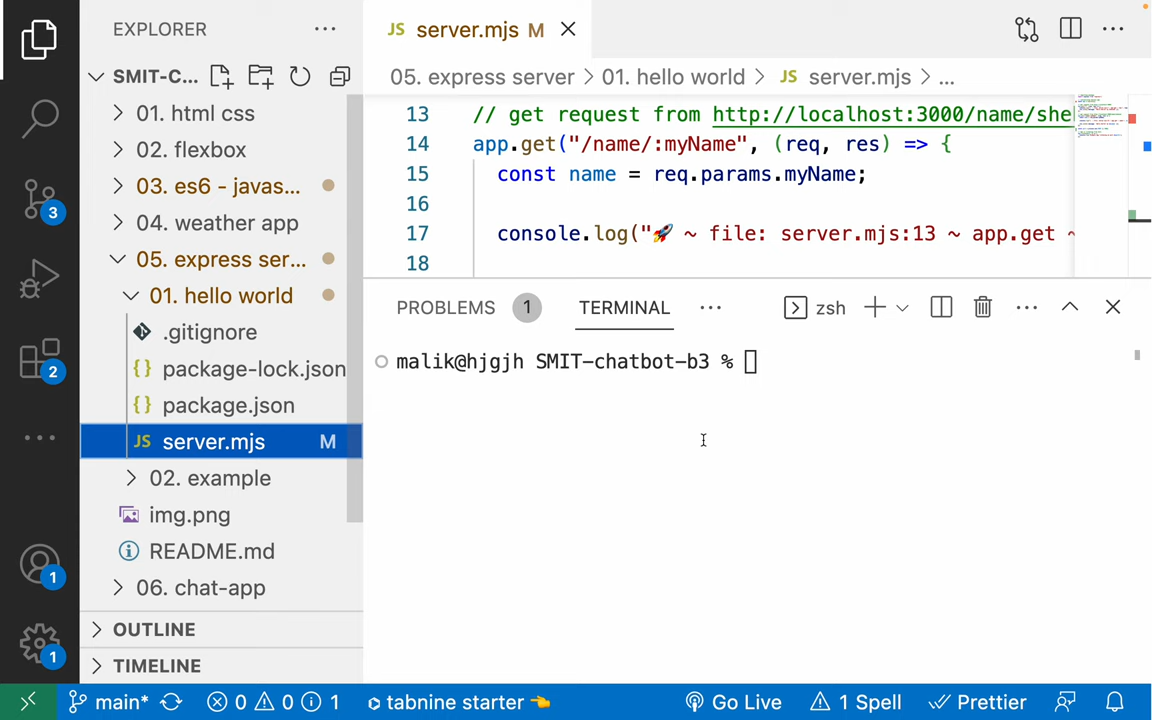 EXPLORER
SMIT-C...
01. html css
02. flexbox
03. es6 - javas...
04. weather app
05. express ser...
01. hello world
.gitignore
{} package-lock.json
{} package.json
JS server.mjs M
02. example
img.png
README.md
06. chat-app
OUTLINE
TIMELINE
3
2
1
1
JS server.mjs M
05. express server > 01. hello world > JS server.mjs > ...
13 // get request from http://localhost:3000/name/she
14 app.get("/name/:myName", (req, res) => {
15 const name = req.params.myName;
16
17 console.log("🚀 ~ file: server.mjs:13 ~ app.get ~
18
PROBLEMS 1 TERMINAL ... zsh
malik@hjgjh SMIT-chatbot-b3 %
main* 0 0 1 tabnine starter 👈 Go Live 1 Spell Prettier